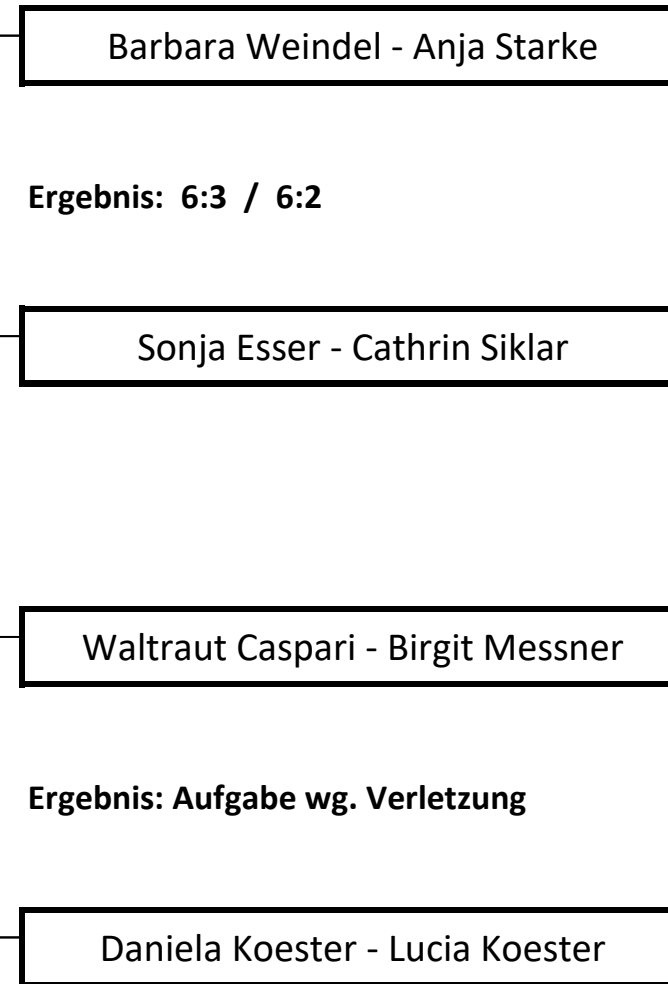 Barbara Weindel - Anja Starke
Ergebnis:  6:3  /  6:2
Sonja Esser - Cathrin Siklar
Waltraut Caspari - Birgit Messner
Ergebnis: Aufgabe wg. Verletzung
Daniela Koester - Lucia Koester